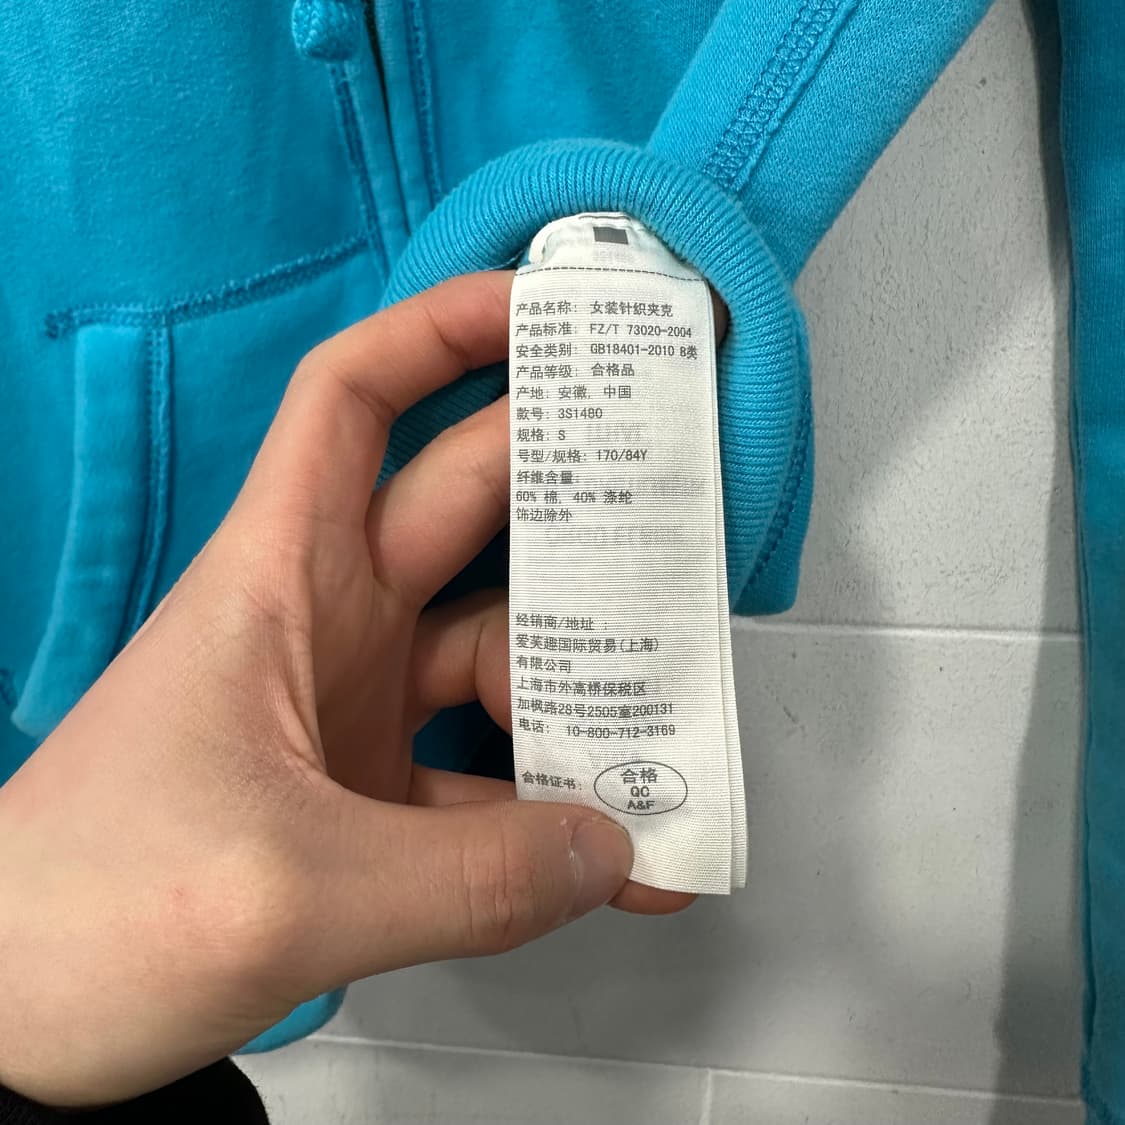 产品名称: 女装针织夹克
产品标准: FZ/T 73020-2004
安全类别: GB18401-2010 B类
产品等级: 合格品
产地: 安徽, 中国
款号: 3S1480
规格: S
号型/规格: 170/84Y
纤维含量:
60% 棉, 40% 涤纶
饰边除外
经销商/地址 :
爱芙趣国际贸易(上海)
有限公司
上海市外高桥保税区
加枫路28号2505室200131
电话: 10-800-712-3169
合格证书:
合格
QC
A&F